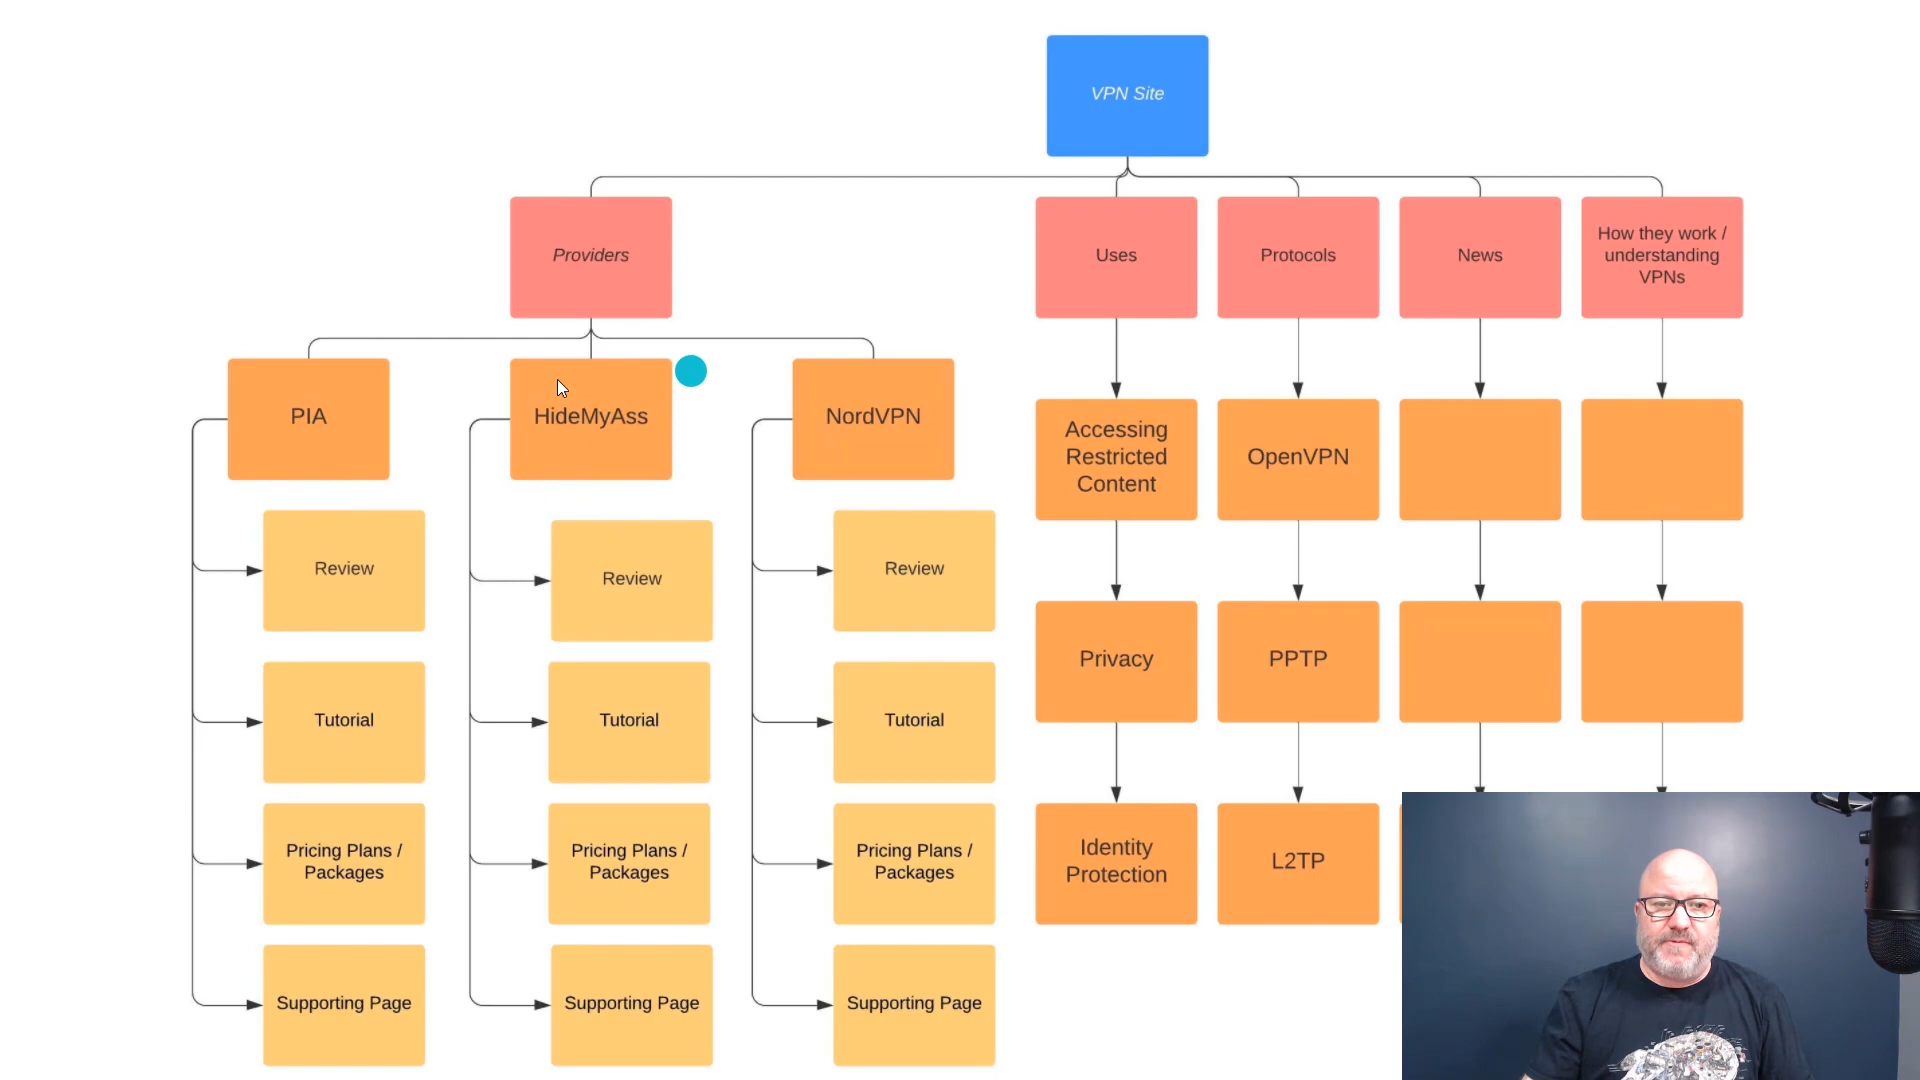 VPN Site
Providers
Uses
Protocols
News
How they work /
understanding
VPNs
PIA
HideMyAss
NordVPN
Accessing
Restricted
Content
OpenVPN
Review
Review
Review
Privacy
PPTP
Tutorial
Tutorial
Tutorial
Pricing Plans /
Packages
Pricing Plans /
Packages
Pricing Plans /
Packages
Identity
Protection
L2TP
Supporting Page
Supporting Page
Supporting Page